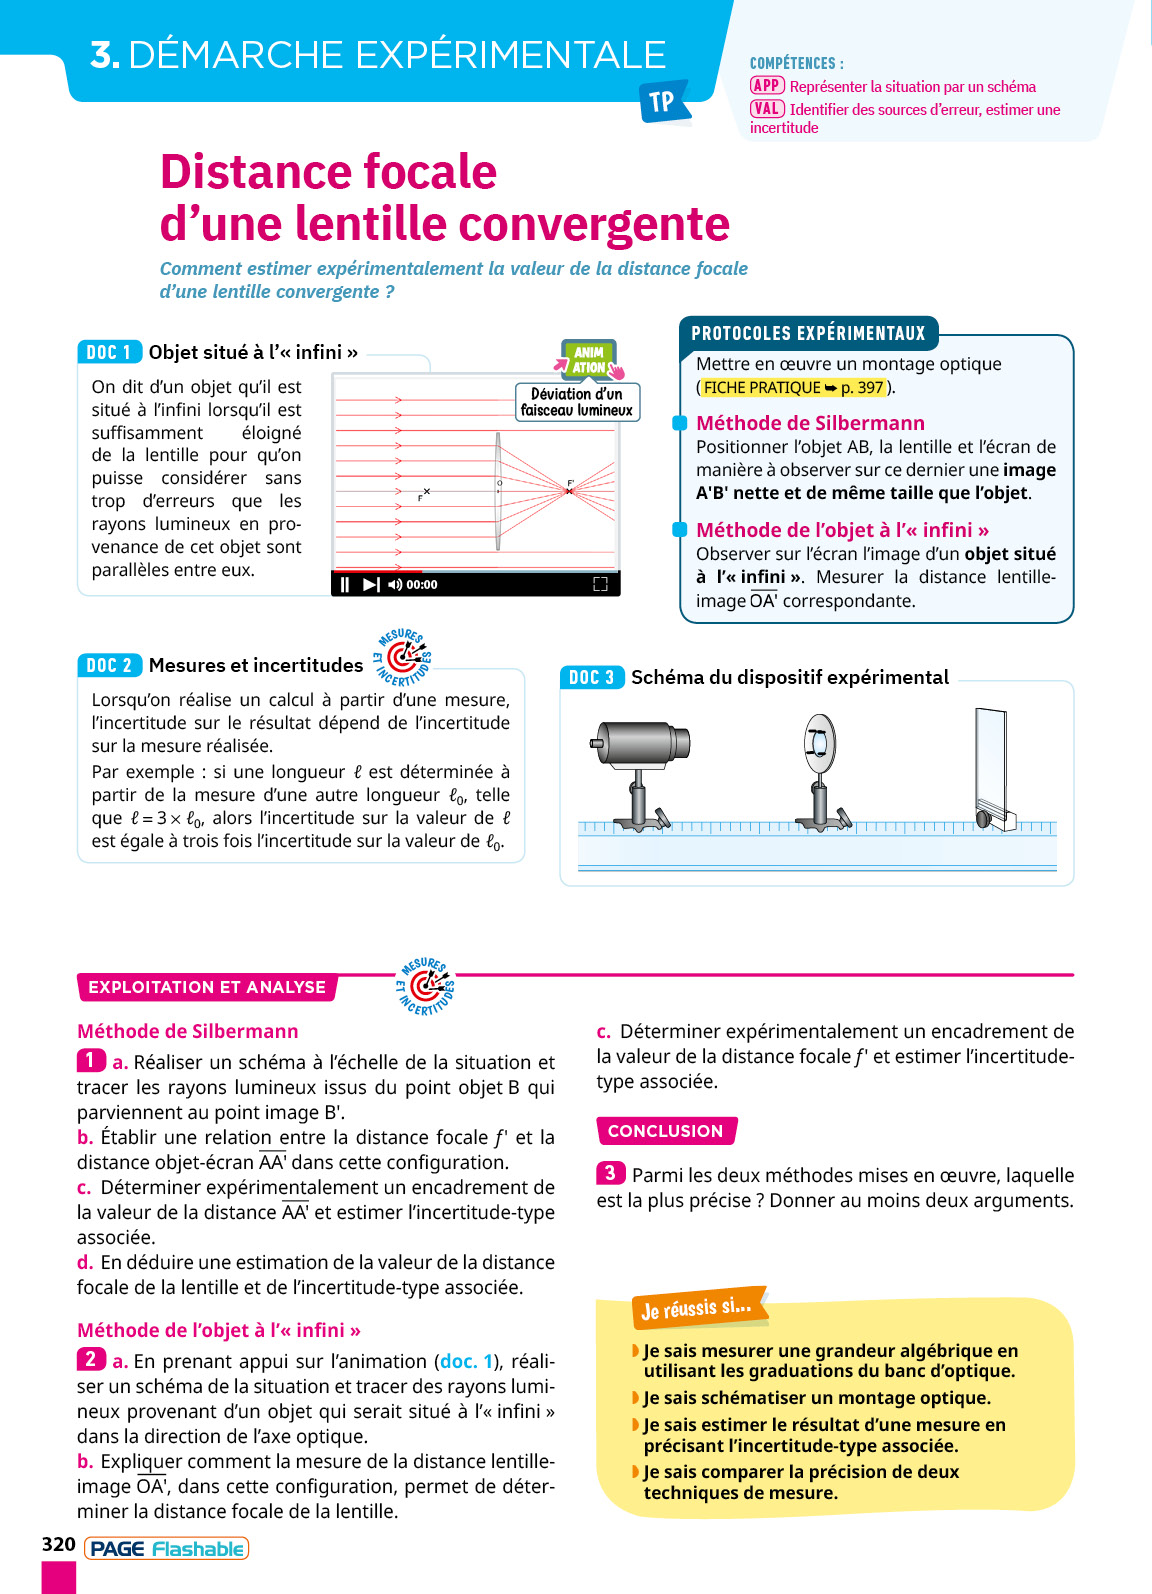 3. DÉMARCHE EXPÉRIMENTALE
TP
COMPÉTENCES :
APP Représenter la situation par un schéma
VAL Identifier des sources d'erreur, estimer une
incertitude
Distance focale
d'une lentille convergente
Comment estimer expérimentalement la valeur de la distance focale
d'une lentille convergente ?
DOC 1 Objet situé à l'« infini »
On dit d'un objet qu'il est
situé à l'infini lorsqu'il est
suffisamment éloigné
de la lentille pour qu'on
puisse considérer sans
trop d'erreurs que les
rayons lumineux en pro-
venance de cet objet sont
parallèles entre eux.
ANIM
ATION
Déviation d'un
faisceau lumineux
F
O
F'
00:00
PROTOCOLES EXPÉRIMENTAUX
Mettre en œuvre un montage optique
(FICHE PRATIQUE ➥ p. 397).
Méthode de Silbermann
Positionner l'objet AB, la lentille et l'écran de
manière à observer sur ce dernier une image
A'B' nette et de même taille que l'objet.
Méthode de l'objet à l'« infini »
Observer sur l'écran l'image d'un objet situé
à l'« infini ». Mesurer la distance lentille-
image O̅A̅' correspondante.
DOC 2 Mesures et incertitudes
MESURES
ET INCERTITUDES
Lorsqu'on réalise un calcul à partir d'une mesure,
l'incertitude sur le résultat dépend de l'incertitude
sur la mesure réalisée.
Par exemple : si une longueur ℓ est déterminée à
partir de la mesure d'une autre longueur ℓ₀, telle
que ℓ = 3 × ℓ₀, alors l'incertitude sur la valeur de ℓ
est égale à trois fois l'incertitude sur la valeur de ℓ₀.
DOC 3 Schéma du dispositif expérimental
EXPLOITATION ET ANALYSE
MESURES
ET INCERTITUDES
Méthode de Silbermann
1 a. Réaliser un schéma à l'échelle de la situation et
tracer les rayons lumineux issus du point objet B qui
parviennent au point image B'.
b. Établir une relation entre la distance focale f' et la
distance objet-écran A̅A̅' dans cette configuration.
c. Déterminer expérimentalement un encadrement de
la valeur de la distance A̅A̅' et estimer l'incertitude-type
associée.
d. En déduire une estimation de la valeur de la distance
focale de la lentille et de l'incertitude-type associée.
Méthode de l'objet à l'« infini »
2 a. En prenant appui sur l'animation (doc. 1), réali-
ser un schéma de la situation et tracer des rayons lumi-
neux provenant d'un objet qui serait situé à l'« infini »
dans la direction de l'axe optique.
b. Expliquer comment la mesure de la distance lentille-
image O̅A̅', dans cette configuration, permet de déter-
miner la distance focale de la lentille.
c. Déterminer expérimentalement un encadrement de
la valeur de la distance focale f' et estimer l'incertitude-
type associée.
CONCLUSION
3 Parmi les deux méthodes mises en œuvre, laquelle
est la plus précise ? Donner au moins deux arguments.
Je réussis si...
Je sais mesurer une grandeur algébrique en
utilisant les graduations du banc d'optique.
Je sais schématiser un montage optique.
Je sais estimer le résultat d'une mesure en
précisant l'incertitude-type associée.
Je sais comparer la précision de deux
techniques de mesure.
320 PAGE Flashable